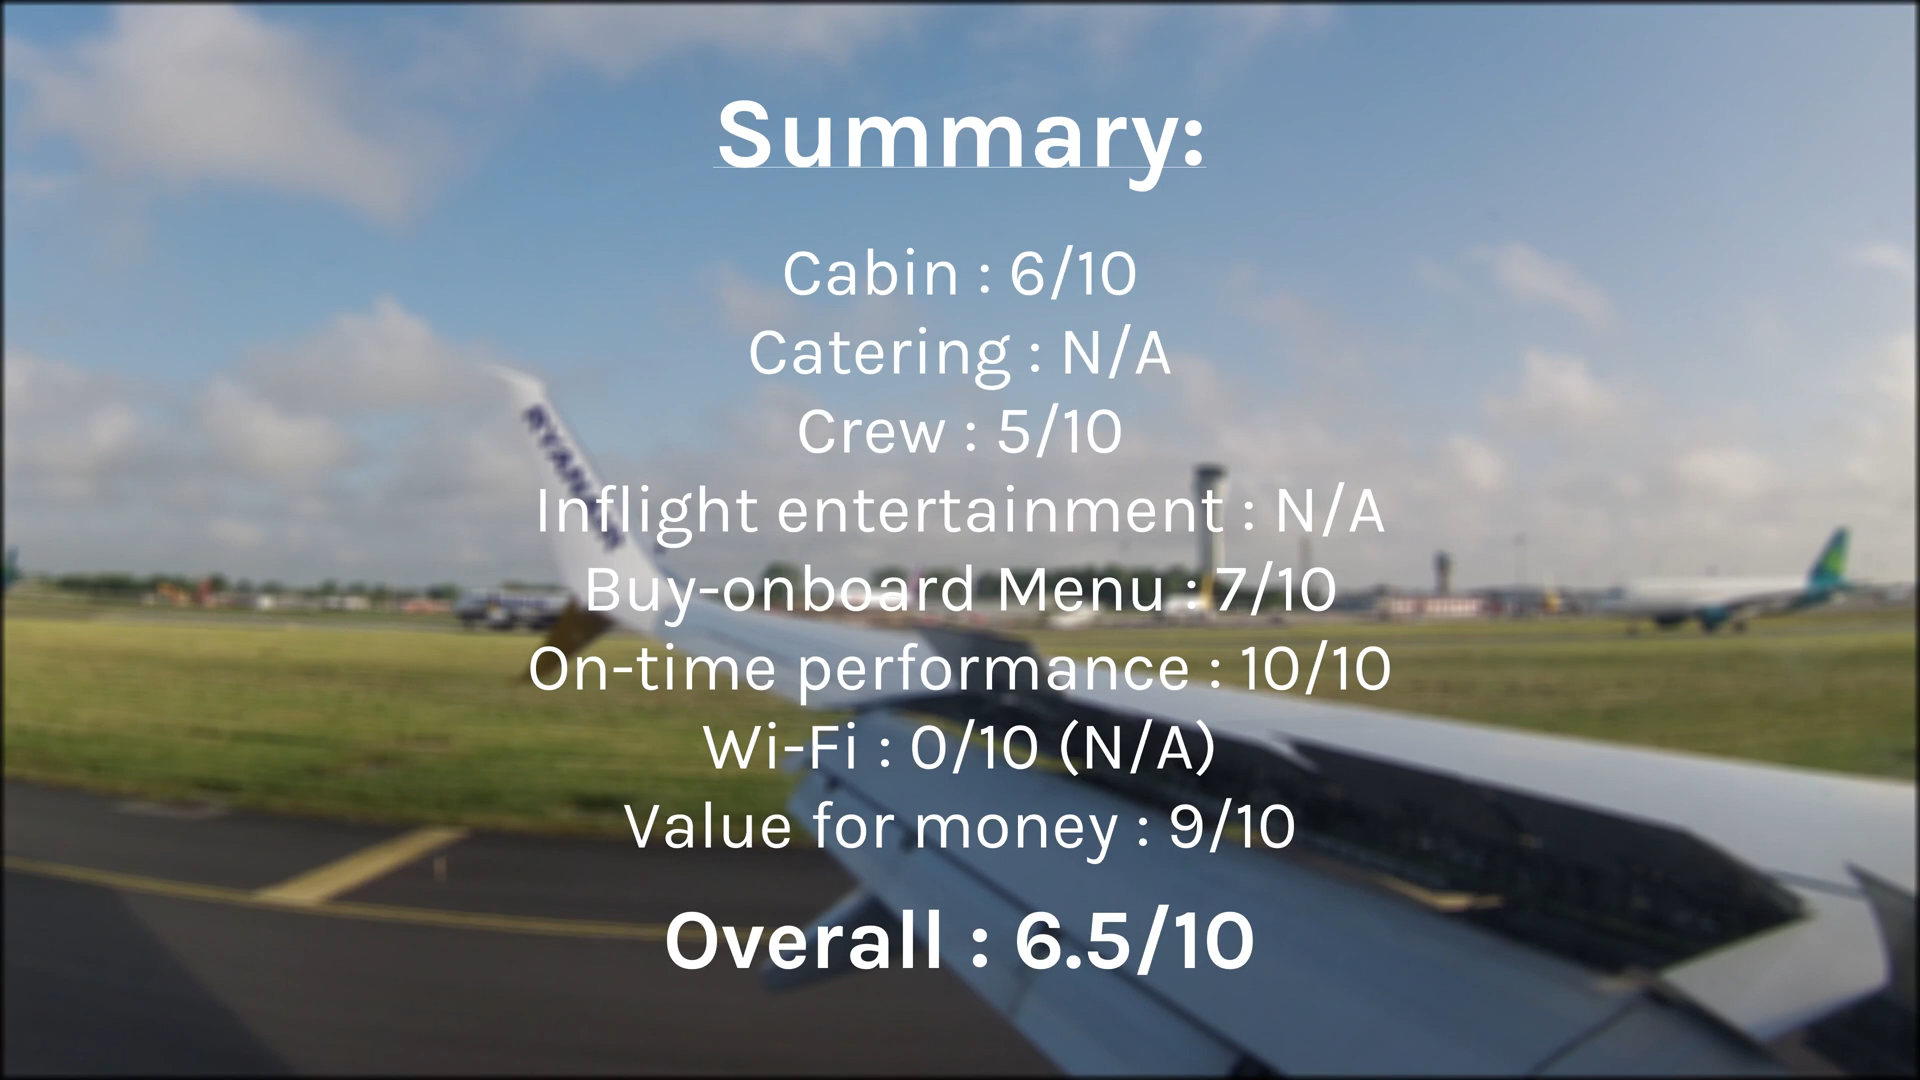 Summary:
Cabin : 6/10
Catering : N/A
Crew : 5/10
Inflight entertainment : N/A
Buy-onboard Menu : 7/10
On-time performance : 10/10
Wi-Fi : 0/10 (N/A)
Value for money : 9/10
Overall : 6.5/10
RYANAIR